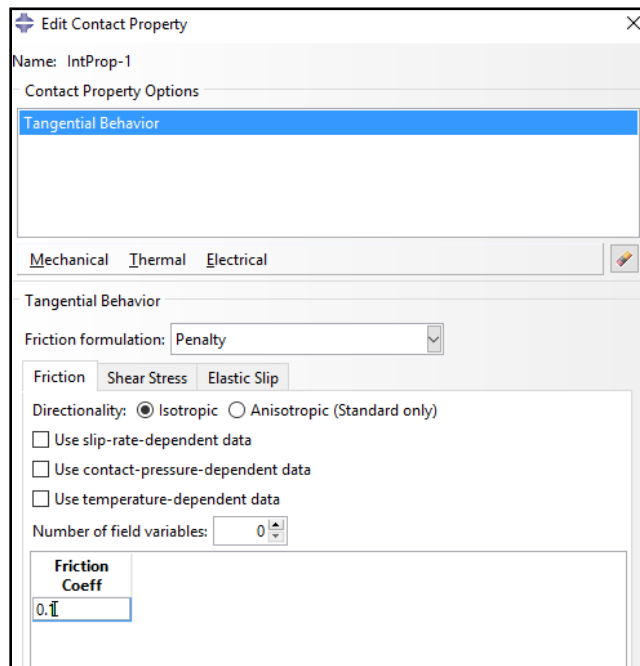 Edit Contact Property
Name: IntProp-1
Contact Property Options
Tangential Behavior
Mechanical Thermal Electrical
Tangential Behavior
Friction formulation: Penalty
Friction Shear Stress Elastic Slip
Directionality: Isotropic Anisotropic (Standard only)
Use slip-rate-dependent data
Use contact-pressure-dependent data
Use temperature-dependent data
Number of field variables: 0
Friction
Coeff
0.1